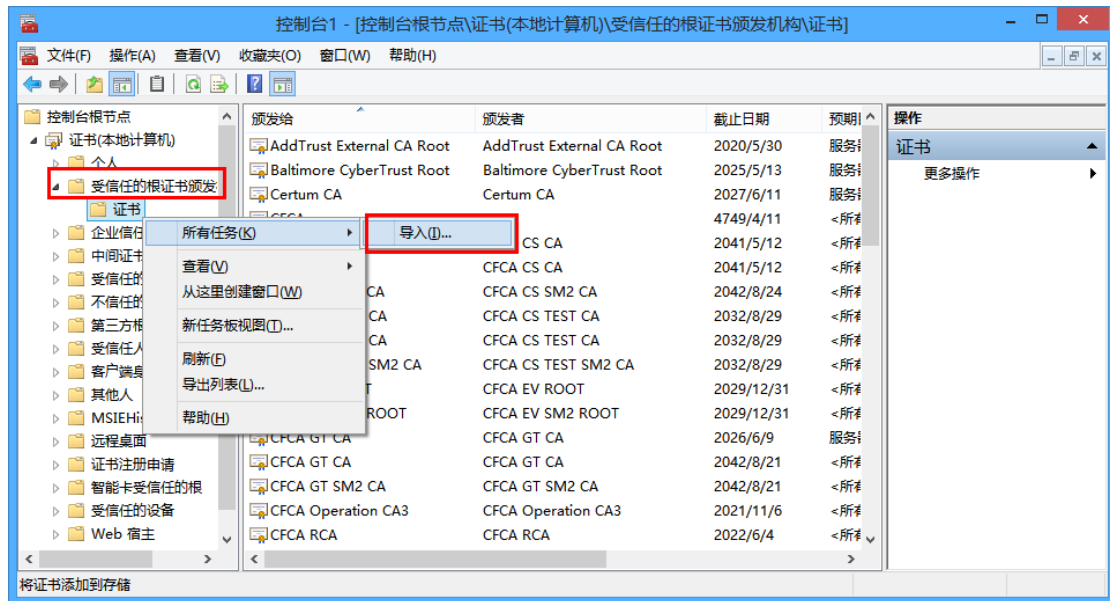 控制台1 - [控制台根节点\证书(本地计算机)\受信任的根证书颁发机构\证书]
文件(F) 操作(A) 查看(V) 收藏夹(O) 窗口(W) 帮助(H)
控制台根节点
证书(本地计算机)
个人
受信任的根证书颁发
证书
企业信任
中间证书
受信任的
不信任的
第三方根
受信任人
客户端身
其他人
MSIEHis
远程桌面
证书注册申请
智能卡受信任的根
受信任的设备
Web 宿主
所有任务(K)
查看(V)
从这里创建窗口(W)
新任务板视图(T)...
刷新(F)
导出列表(L)...
帮助(H)
导入(I)...
颁发给 颁发者 截止日期 预期
AddTrust External CA Root AddTrust External CA Root 2020/5/30 服务
Baltimore CyberTrust Root Baltimore CyberTrust Root 2025/5/13 服务
Certum CA Certum CA 2027/6/11 服务
CFCA 4749/4/11 <所有
CS CA 2041/5/12 <所有
CFCA CS CA 2041/5/12 <所有
CA CFCA CS SM2 CA 2042/8/24 <所有
CA CFCA CS TEST CA 2032/8/29 <所有
CA CFCA CS TEST CA 2032/8/29 <所有
SM2 CA CFCA CS TEST SM2 CA 2032/8/29 <所有
T CFCA EV ROOT 2029/12/31 <所有
ROOT CFCA EV SM2 ROOT 2029/12/31 <所有
CFCA GT CA CFCA GT CA 2026/6/9 服务
CFCA GT CA CFCA GT CA 2042/8/21 <所有
CFCA GT SM2 CA CFCA GT SM2 CA 2042/8/21 <所有
CFCA Operation CA3 CFCA Operation CA3 2021/11/6 <所有
CFCA RCA CFCA RCA 2022/6/4 <所有
操作
证书
更多操作
将证书添加到存储